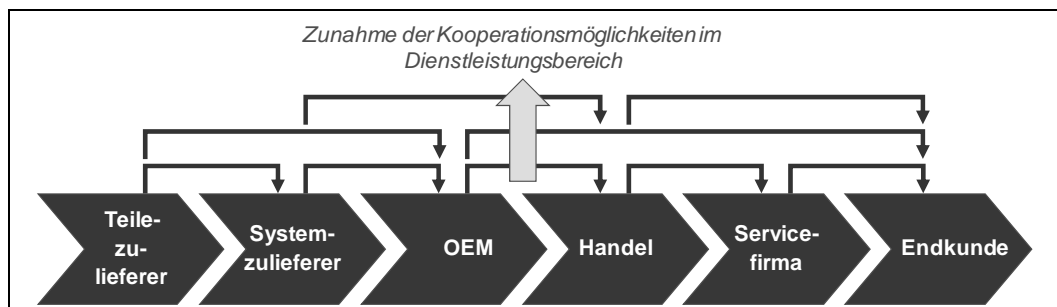 Zunahme der Kooperationsmöglichkeiten im
Dienstleistungsbereich
Teile-
zu-
lieferer
System-
zulieferer
OEM
Handel
Service-
firma
Endkunde